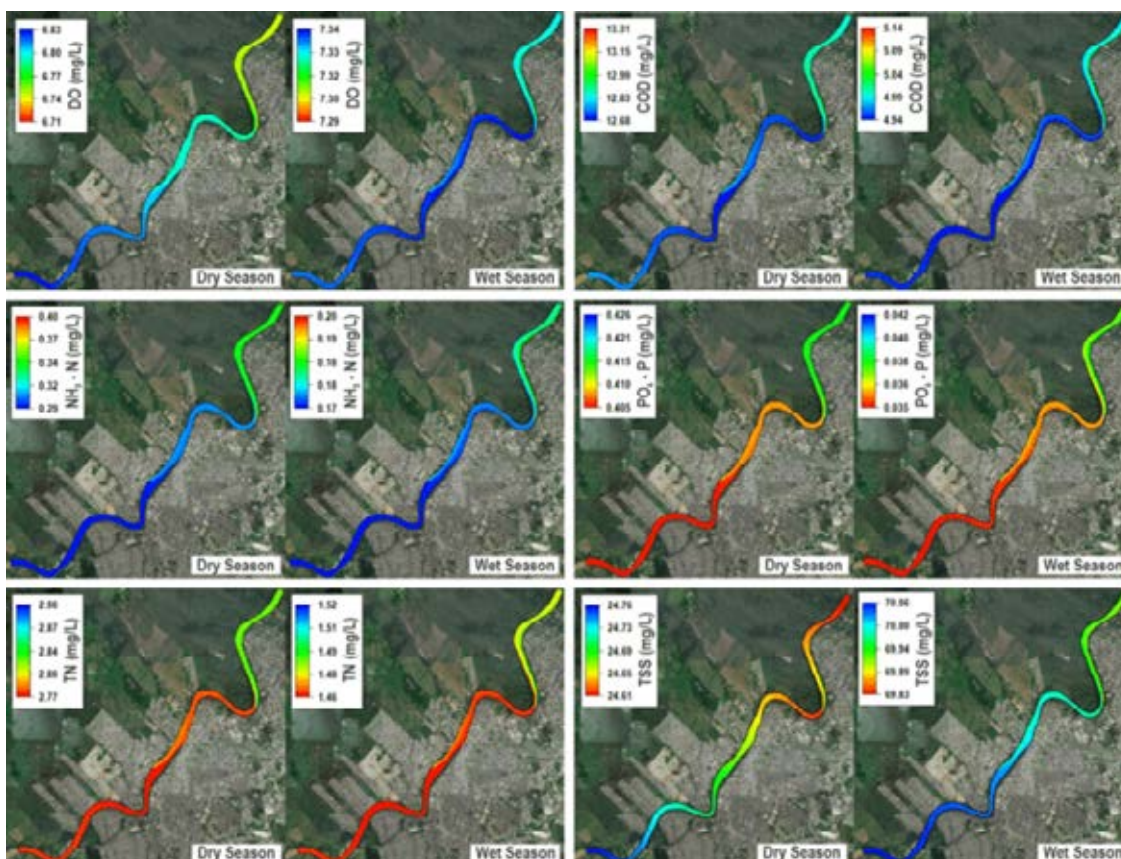 6.83
6.80
6.77
6.74
6.71
DO (mg/L)
Dry Season
7.34
7.33
7.32
7.30
7.29
DO (mg/L)
Wet Season
13.31
13.15
12.99
12.83
12.68
COD (mg/L)
Dry Season
5.14
5.09
5.04
4.99
4.94
COD (mg/L)
Wet Season
0.40
0.37
0.34
0.32
0.29
NH₃ - N (mg/L)
Dry Season
0.20
0.19
0.18
0.18
0.17
NH₃ - N (mg/L)
Wet Season
0.426
0.421
0.415
0.410
0.405
PO₄ - P (mg/L)
Dry Season
0.042
0.040
0.038
0.036
0.035
PO₄ - P (mg/L)
Wet Season
2.87
2.84
2.77
TN (mg/L)
Dry Season
1.52
1.51
1.49
1.48
1.46
TN (mg/L)
Wet Season
24.76
24.73
24.69
24.65
24.61
TSS (mg/L)
Dry Season
69.94
69.89
69.83
TSS (mg/L)
Wet Season